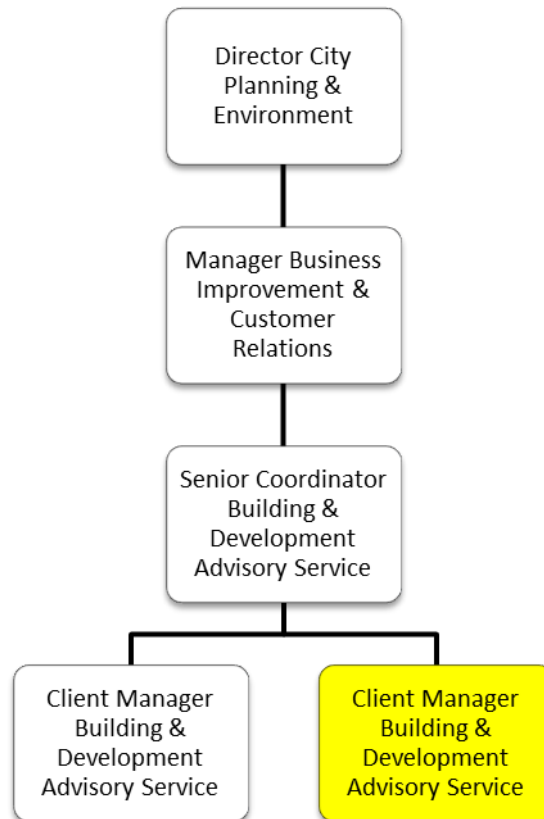 Director City
Planning &
Environment
Manager Business
Improvement &
Customer
Relations
Senior Coordinator
Building &
Development
Advisory Service
Client Manager
Building &
Development
Advisory Service
Client Manager
Building &
Development
Advisory Service